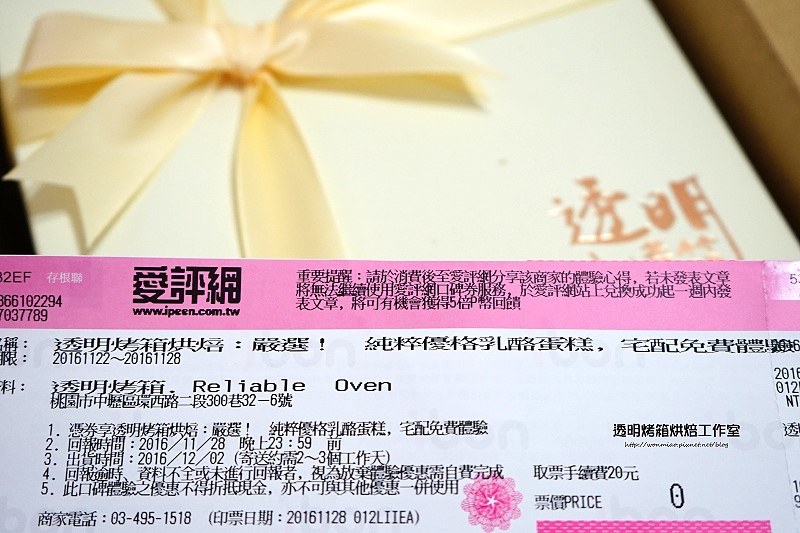 透明
32EF 存根聯
愛評網
www.ipeen.com.tw
重要提醒：請於消費後至愛評網分享該商家的體驗心得，若未發表文章
將無法繼續使用愛評網口碑券服務，於愛評網站上兌換成功起一週內發
表文章，將可有機會獲得5倍P幣回饋
366102294
7037789
稱： 透明烤箱烘焙：嚴選！ 純粹優格乳酪蛋糕，宅配免費體驗
限： 20161122～20161128
料： 透明烤箱. Reliable Oven
桃園市中壢區環西路二段300巷32-6號
1. 憑券享透明烤箱烘焙：嚴選！ 純粹優格乳酪蛋糕，宅配免費體驗
2. 回報時間：2016/11/28 晚上23:59 前
3. 出貨時間：2016/12/02 (寄送約需2~3個工作天)
4. 回報逾時、資料不全或未進行回報者，視為放棄體驗優惠需自費完成
5. 此口碑體驗之優惠不得折抵現金，亦不可與其他優惠一併使用
商家電話：03-495-1518 (印票日期：20161128 012LIIEA)
透明烤箱烘焙工作室
http://wonmiao.pixnet.net/blog
取票手續費20元
票價PRICE 0